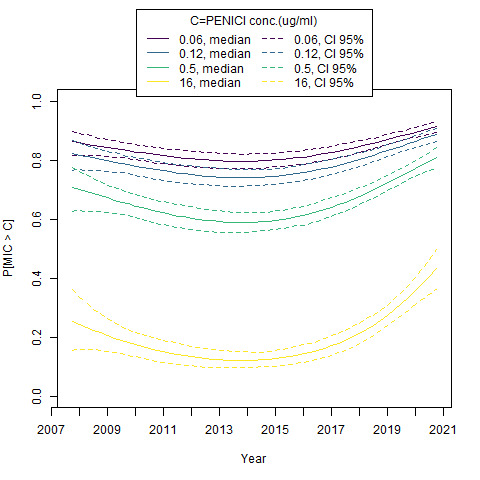 C=PENICI conc.(ug/ml)
0.06, median 0.06, CI 95%
0.12, median 0.12, CI 95%
0.5, median 0.5, CI 95%
16, median 16, CI 95%
1.0
0.8
0.6
0.4
0.2
0.0
P[MIC > C]
2007 2009 2011 2013 2015 2017 2019 2021
Year